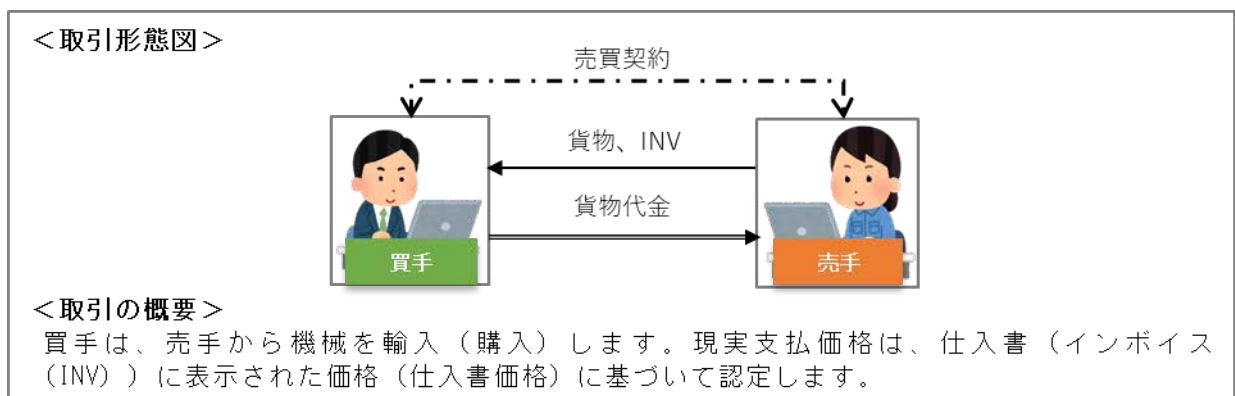 ＜取引形態図＞
売買契約
貨物、INV
貨物代金
買手
売手
＜取引の概要＞
買手は、売手から機械を輸入（購入）します。現実支払価格は、仕入書（インボイス
（INV））に表示された価格（仕入書価格）に基づいて認定します。